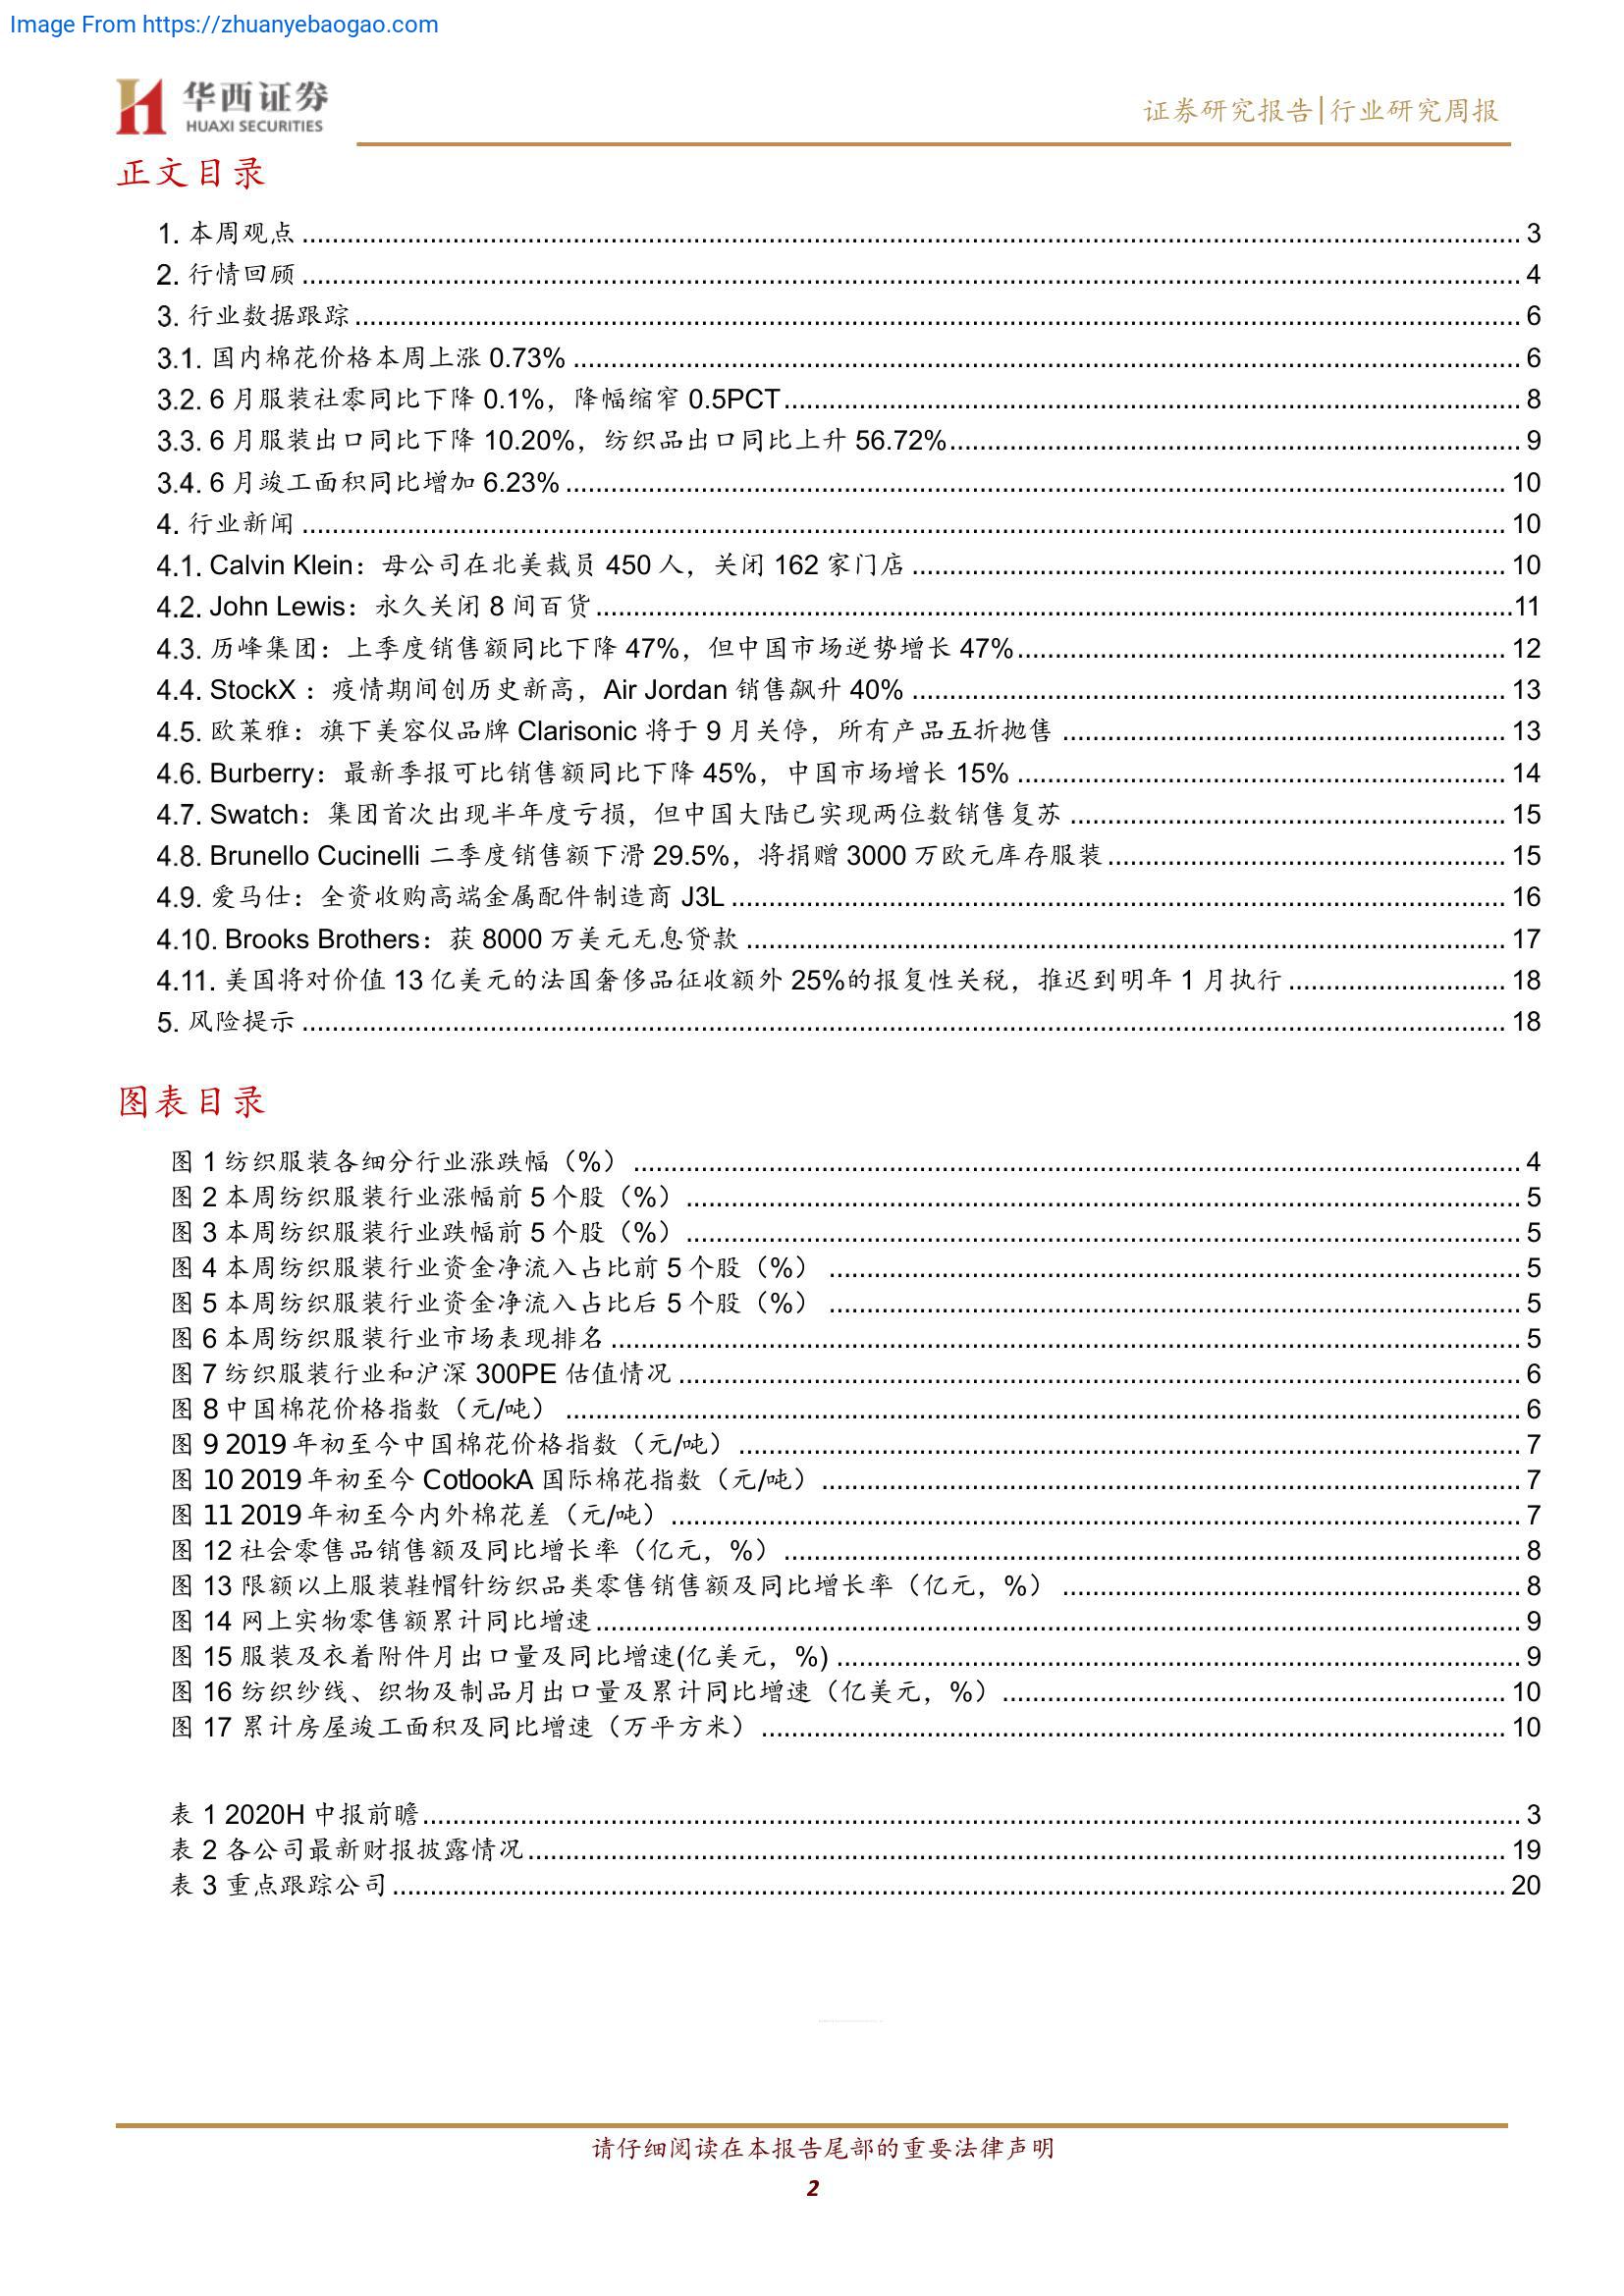 Image From https://zhuanyebaogao.com
华西证券
HUAXI SECURITIES
证券研究报告|行业研究周报
正文目录
1. 本周观点 ........ 3
2. 行情回顾 ........ 4
3. 行业数据跟踪 ........ 6
3.1. 国内棉花价格本周上涨 0.73% ........ 6
3.2. 6 月服装社零同比下降 0.1%，降幅缩窄 0.5PCT ........ 8
3.3. 6 月服装出口同比下降 10.20%，纺织品出口同比上升 56.72% ........ 9
3.4. 6 月竣工面积同比增加 6.23% ........ 10
4. 行业新闻 ........ 10
4.1. Calvin Klein：母公司在北美裁员 450 人，关闭 162 家门店 ........ 10
4.2. John Lewis：永久关闭 8 间百货 ........ 11
4.3. 历峰集团：上季度销售额同比下降 47%，但中国市场逆势增长 47% ........ 12
4.4. StockX ：疫情期间创历史新高，Air Jordan 销售飙升 40% ........ 13
4.5. 欧莱雅：旗下美容仪品牌 Clarisonic 将于 9 月关停，所有产品五折抛售 ........ 13
4.6. Burberry：最新季报可比销售额同比下降 45%，中国市场增长 15% ........ 14
4.7. Swatch：集团首次出现半年度亏损，但中国大陆已实现两位数销售复苏 ........ 15
4.8. Brunello Cucinelli 二季度销售额下滑 29.5%，将捐赠 3000 万欧元库存服装 ........ 15
4.9. 爱马仕：全资收购高端金属配件制造商 J3L ........ 16
4.10. Brooks Brothers：获 8000 万美元无息贷款 ........ 17
4.11. 美国将对价值 13 亿美元的法国奢侈品征收额外 25%的报复性关税，推迟到明年 1 月执行 ........ 18
5. 风险提示 ........ 18
图表目录
图 1 纺织服装各细分行业涨跌幅（%） ........ 4
图 2 本周纺织服装行业涨幅前 5 个股（%） ........ 5
图 3 本周纺织服装行业跌幅前 5 个股（%） ........ 5
图 4 本周纺织服装行业资金净流入占比前 5 个股（%） ........ 5
图 5 本周纺织服装行业资金净流入占比后 5 个股（%） ........ 5
图 6 本周纺织服装行业市场表现排名 ........ 5
图 7 纺织服装行业和沪深 300PE 估值情况 ........ 6
图 8 中国棉花价格指数（元/吨） ........ 6
图 9 2019 年初至今中国棉花价格指数（元/吨） ........ 7
图 10 2019 年初至今 CotlookA 国际棉花指数（元/吨） ........ 7
图 11 2019 年初至今内外棉花差（元/吨） ........ 7
图 12 社会零售品销售额及同比增长率（亿元，%） ........ 8
图 13 限额以上服装鞋帽针纺织品类零售销售额及同比增长率（亿元，%） ........ 8
图 14 网上实物零售额累计同比增速 ........ 9
图 15 服装及衣着附件月出口量及同比增速(亿美元，%) ........ 9
图 16 纺织纱线、织物及制品月出口量及累计同比增速（亿美元，%） ........ 10
图 17 累计房屋竣工面积及同比增速（万平方米） ........ 10
表 1 2020H 中报前瞻 ........ 3
表 2 各公司最新财报披露情况 ........ 19
表 3 重点跟踪公司 ........ 20
请仔细阅读在本报告尾部的重要法律声明
2